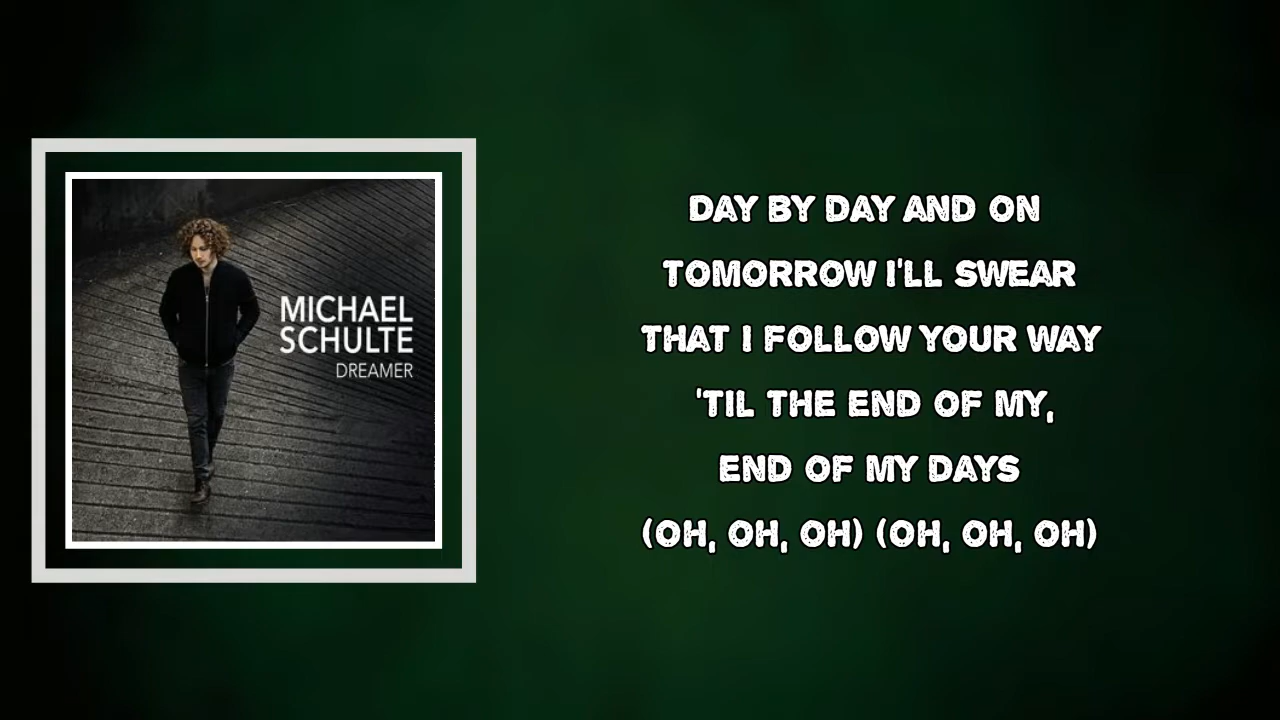 MICHAEL
SCHULTE
DREAMER
DAY BY DAY AND ON
TOMORROW I'LL SWEAR
THAT I FOLLOW YOUR WAY
'TIL THE END OF MY,
END OF MY DAYS
(OH, OH, OH) (OH, OH, OH)